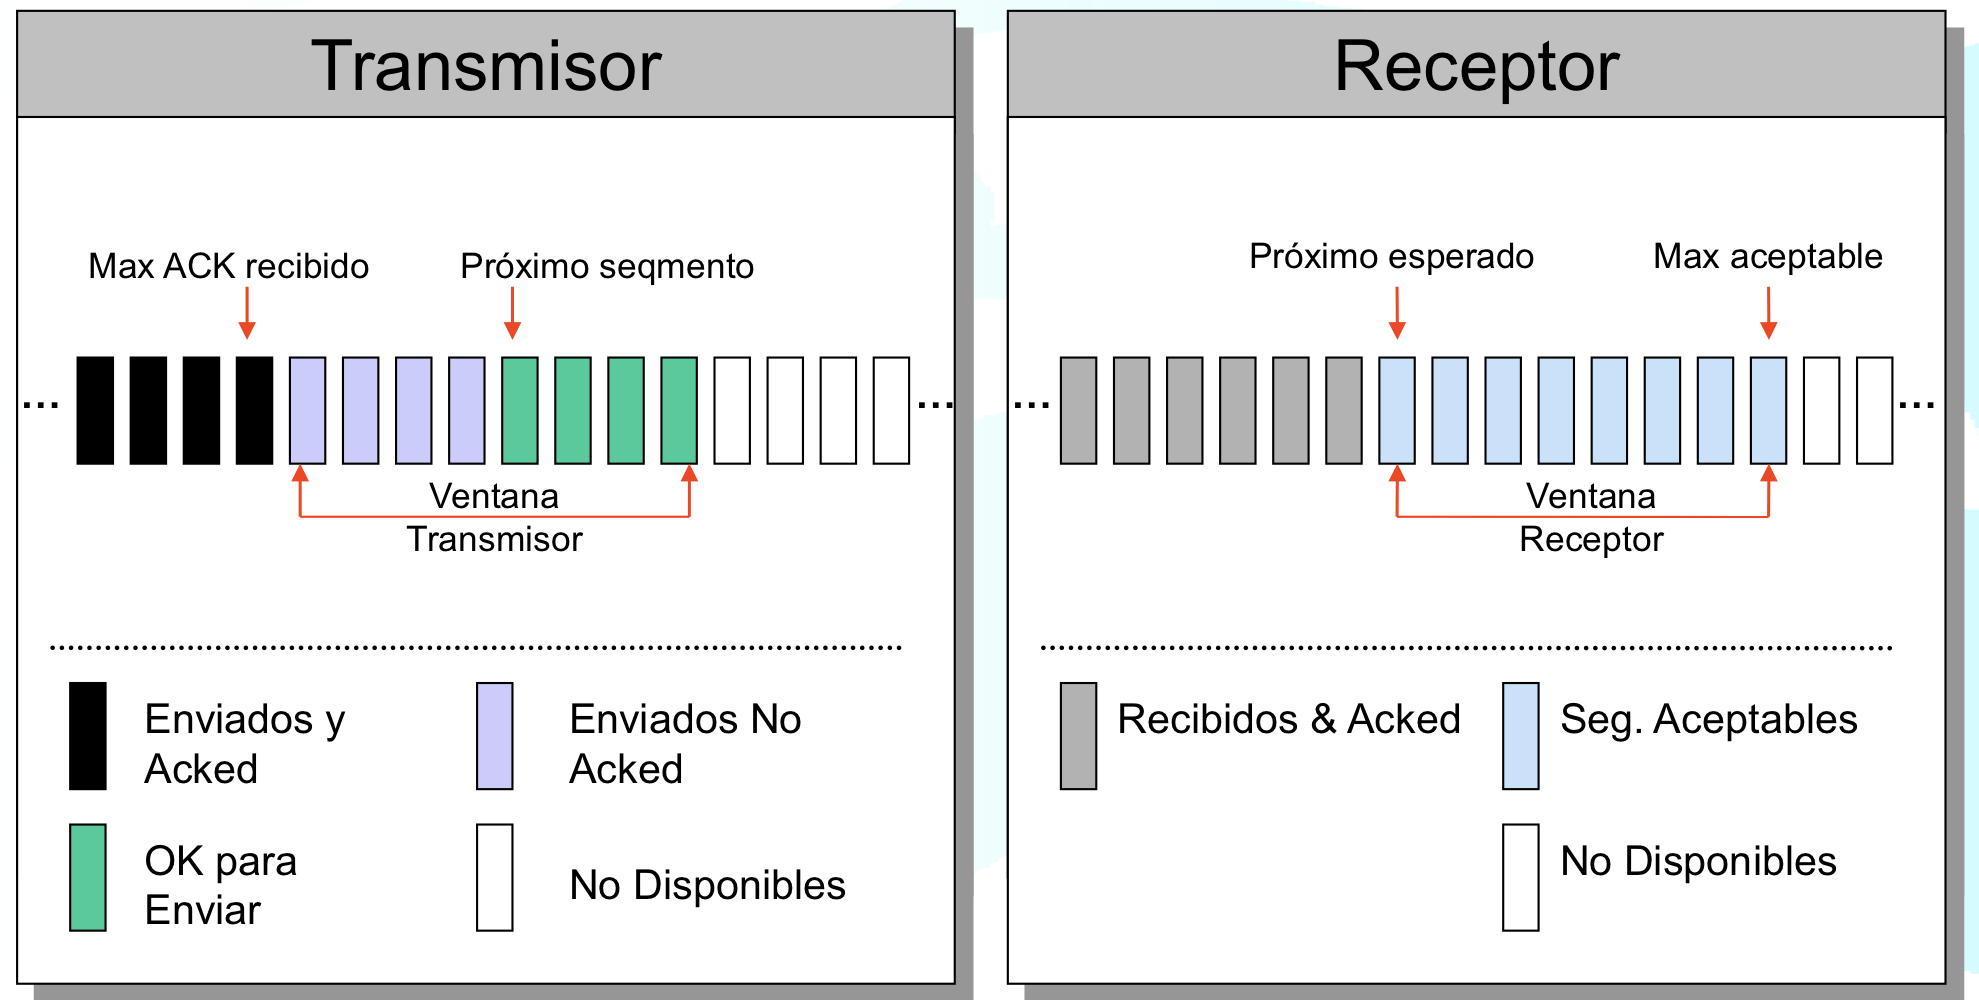 Transmisor
Max ACK recibido
Próximo seqmento
...
...
Ventana
Transmisor
Enviados y
Acked
Enviados No
Acked
OK para
Enviar
No Disponibles
Receptor
Próximo esperado
Max aceptable
...
...
Ventana
Receptor
Recibidos & Acked
Seg. Aceptables
No Disponibles